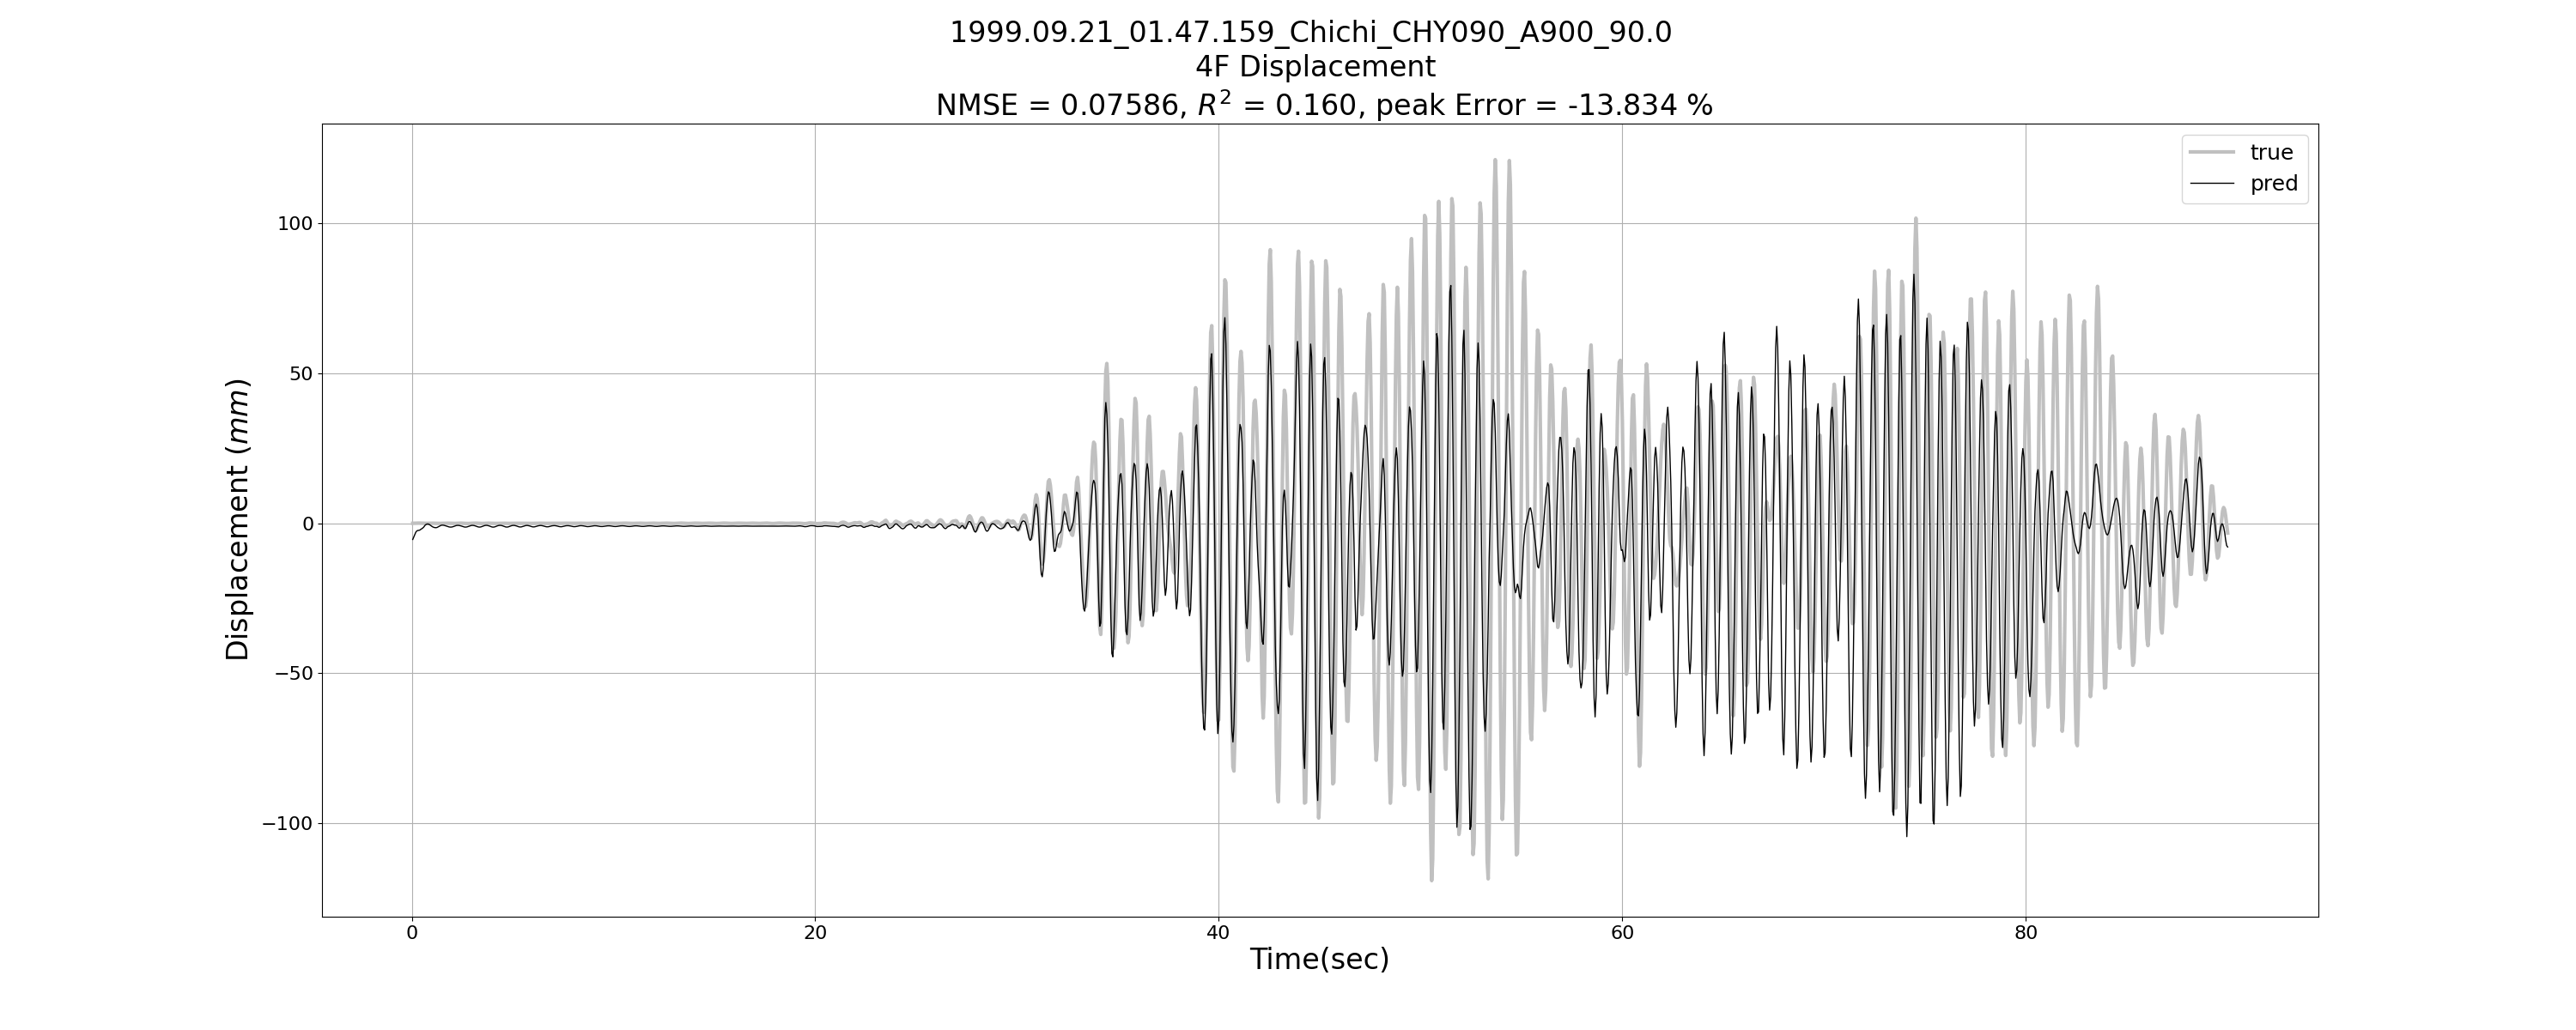 1999.09.21_01.47.159_Chichi_CHY090_A900_90.0
4F Displacement
NMSE = 0.07586, R² = 0.160, peak Error = -13.834 %
true
pred
Displacement (mm)
100
50
0
−50
−100
0 20 40 60 80
Time(sec)